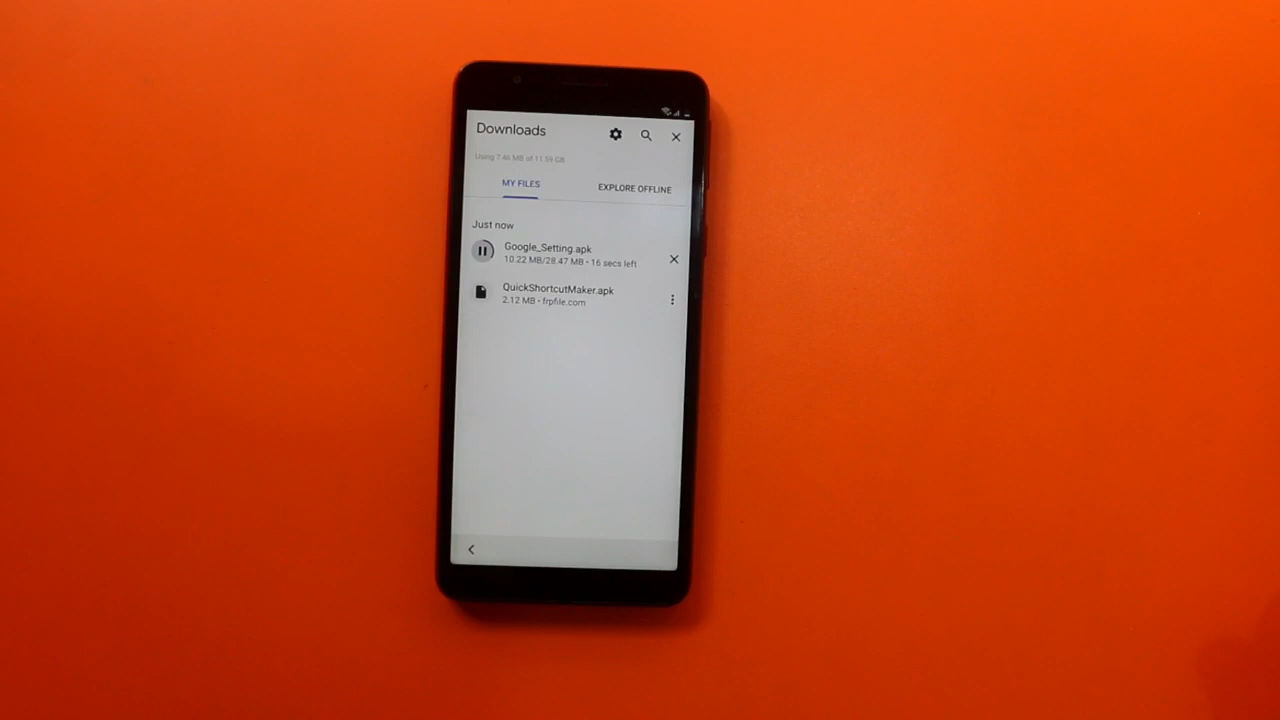 Downloads
Using 7.46 MB of 11.59 GB
MY FILES
EXPLORE OFFLINE
Just now
Google_Setting.apk
10.22 MB/28.47 MB • 16 secs left
QuickShortcutMaker.apk
2.12 MB • frpfile.com